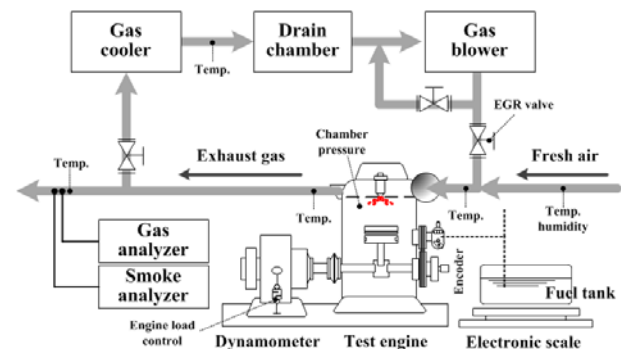 Gas
cooler
Temp.
Drain
chamber
Gas
blower
EGR valve
Chamber
pressure
Temp.
Exhaust gas
Fresh air
Temp.
Temp.
Temp.
humidity
Gas
analyzer
Smoke
analyzer
Encoder
Fuel tank
Engine load
control
Dynamometer
Test engine
Electronic scale